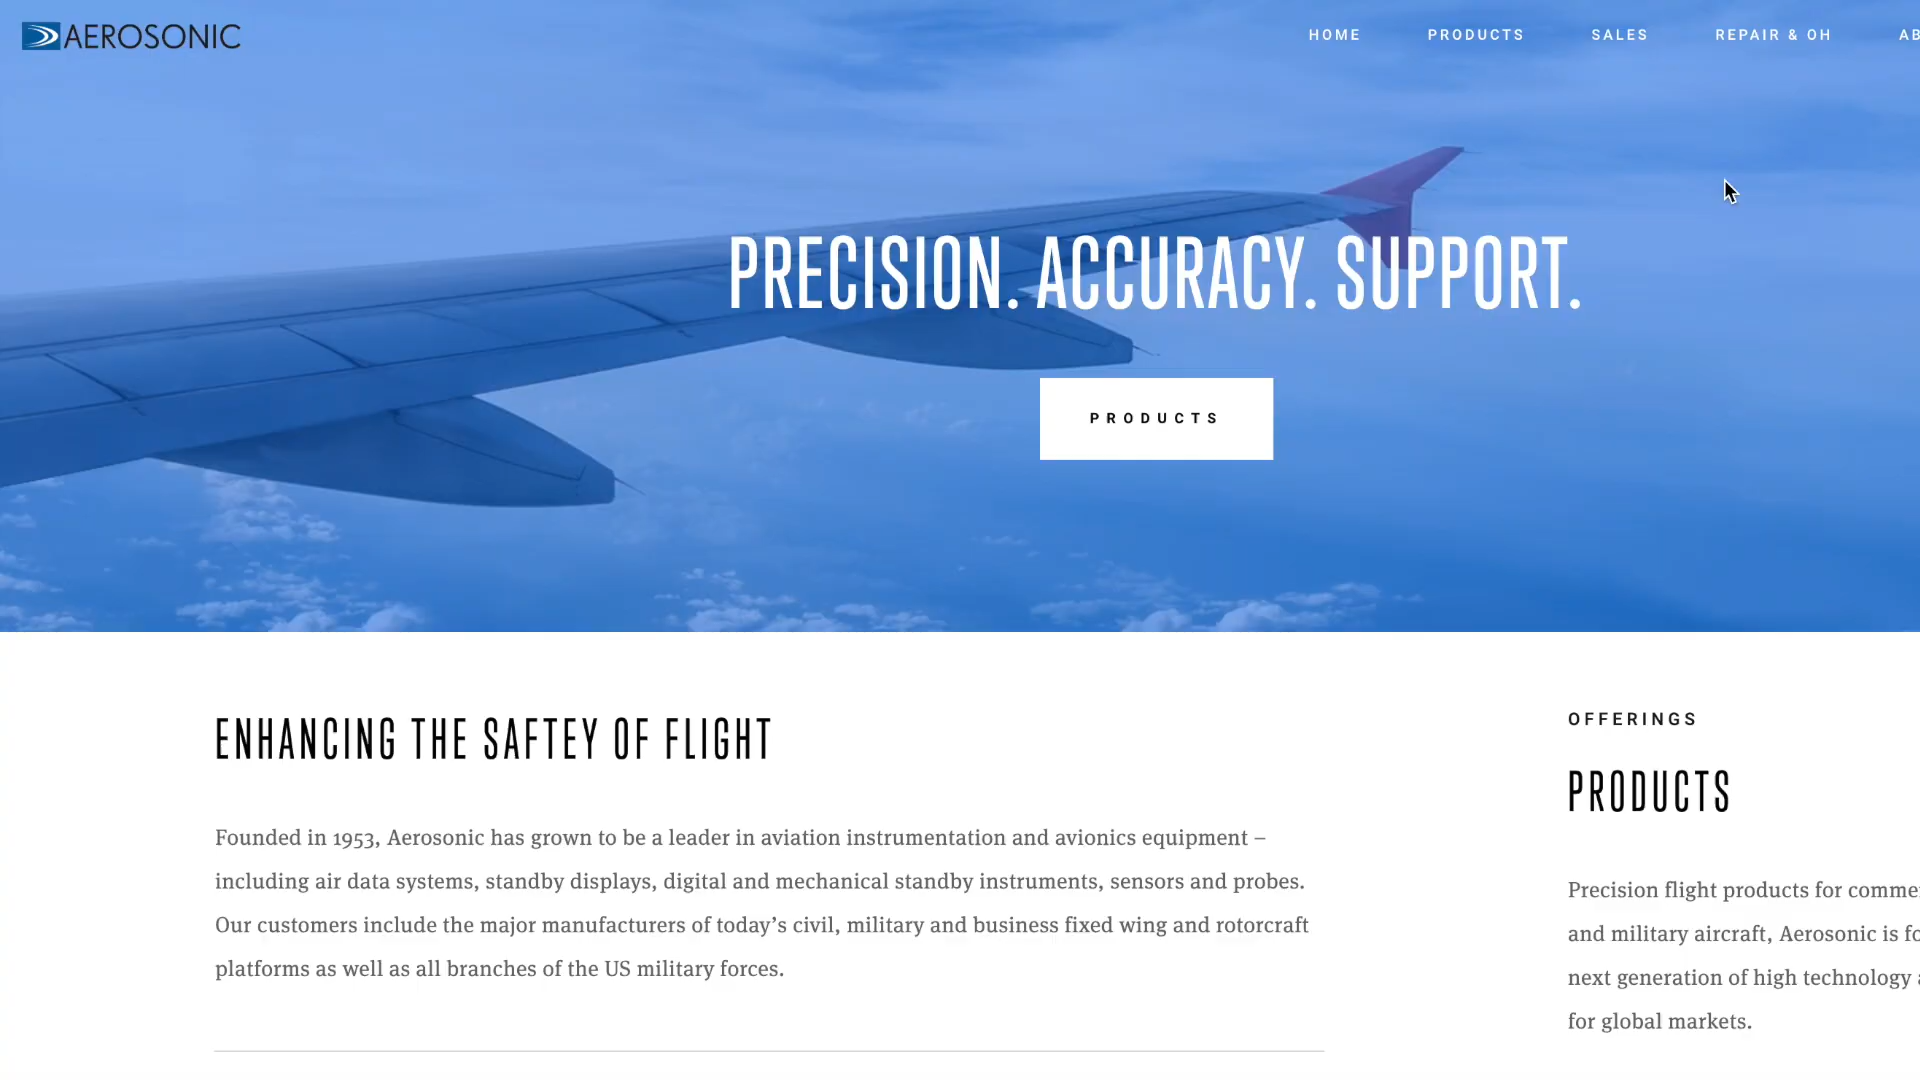 AEROSONIC
HOME
PRODUCTS
SALES
REPAIR & OH
AB
PRECISION. ACCURACY. SUPPORT.
PRODUCTS
ENHANCING THE SAFTEY OF FLIGHT
Founded in 1953, Aerosonic has grown to be a leader in aviation instrumentation and avionics equipment –
including air data systems, standby displays, digital and mechanical standby instruments, sensors and probes.
Our customers include the major manufacturers of today’s civil, military and business fixed wing and rotorcraft
platforms as well as all branches of the US military forces.
OFFERINGS
PRODUCTS
Precision flight products for comme
and military aircraft, Aerosonic is fo
next generation of high technology a
for global markets.